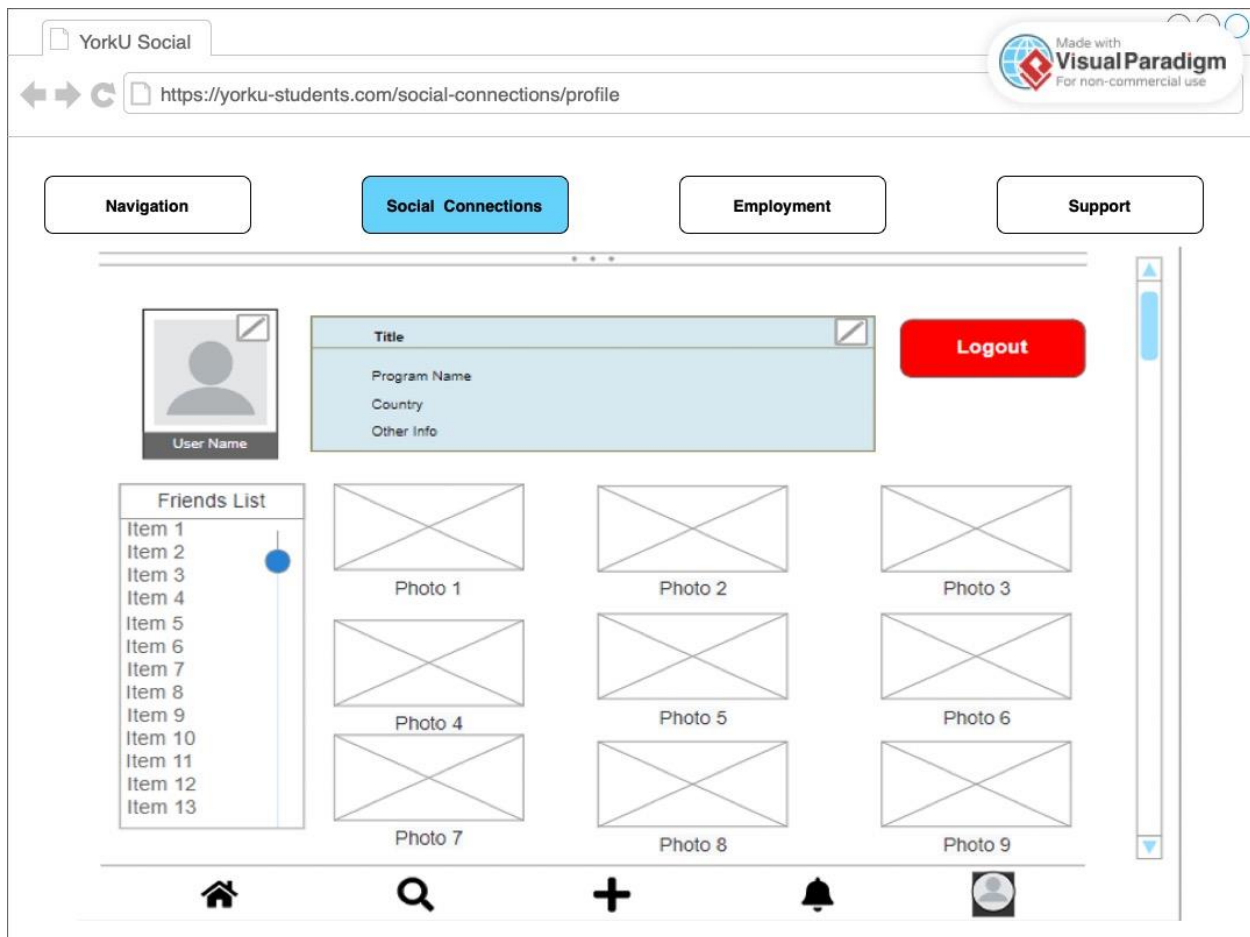 YorkU Social
Made with
Visual Paradigm
For non-commercial use
https://yorku-students.com/social-connections/profile
Navigation
Social Connections
Employment
Support
Title
Logout
Program Name
Country
Other Info
User Name
Friends List
Item 1
Item 2
Item 3
Item 4
Item 5
Item 6
Item 7
Item 8
Item 9
Item 10
Item 11
Item 12
Item 13
Photo 1
Photo 2
Photo 3
Photo 4
Photo 5
Photo 6
Photo 7
Photo 8
Photo 9